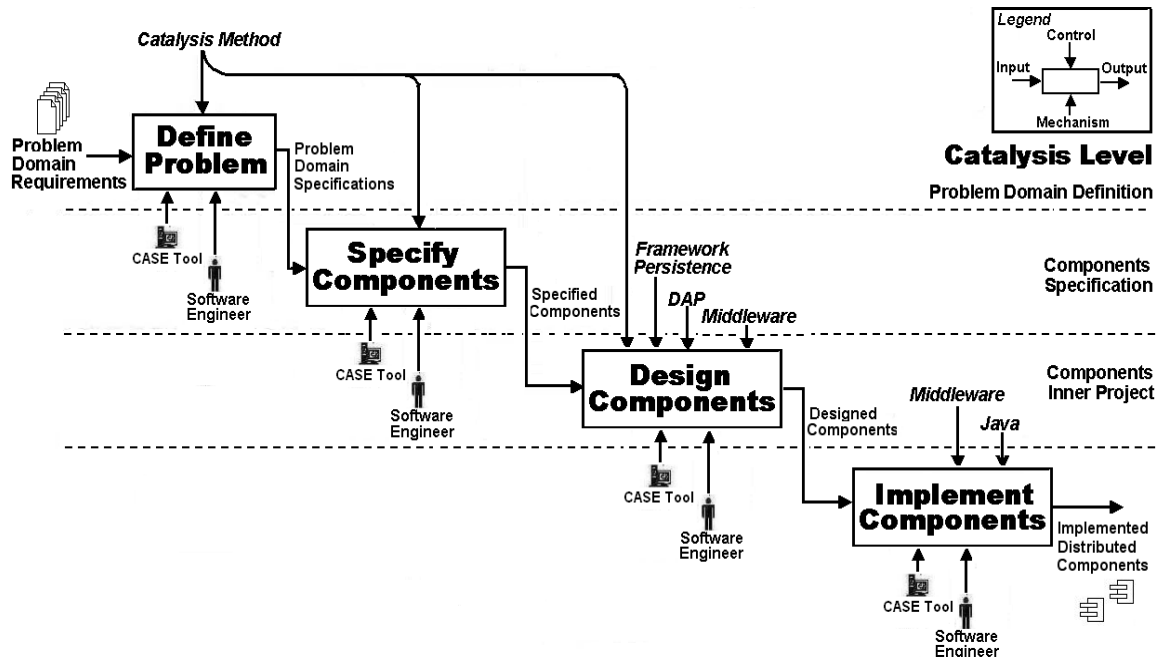 Catalysis Method
Legend
Control
Input
Output
Mechanism
Problem
Domain
Requirements
Define
Problem
Problem
Domain
Specifications
Catalysis Level
Problem Domain Definition
CASE Tool
Software
Engineer
Specify
Components
Specified
Components
Framework
Persistence
DAP
Middleware
Components
Specification
CASE Tool
Software
Engineer
Design
Components
Designed
Components
Middleware
Java
Components
Inner Project
CASE Tool
Software
Engineer
Implement
Components
Implemented
Distributed
Components
CASE Tool
Software
Engineer